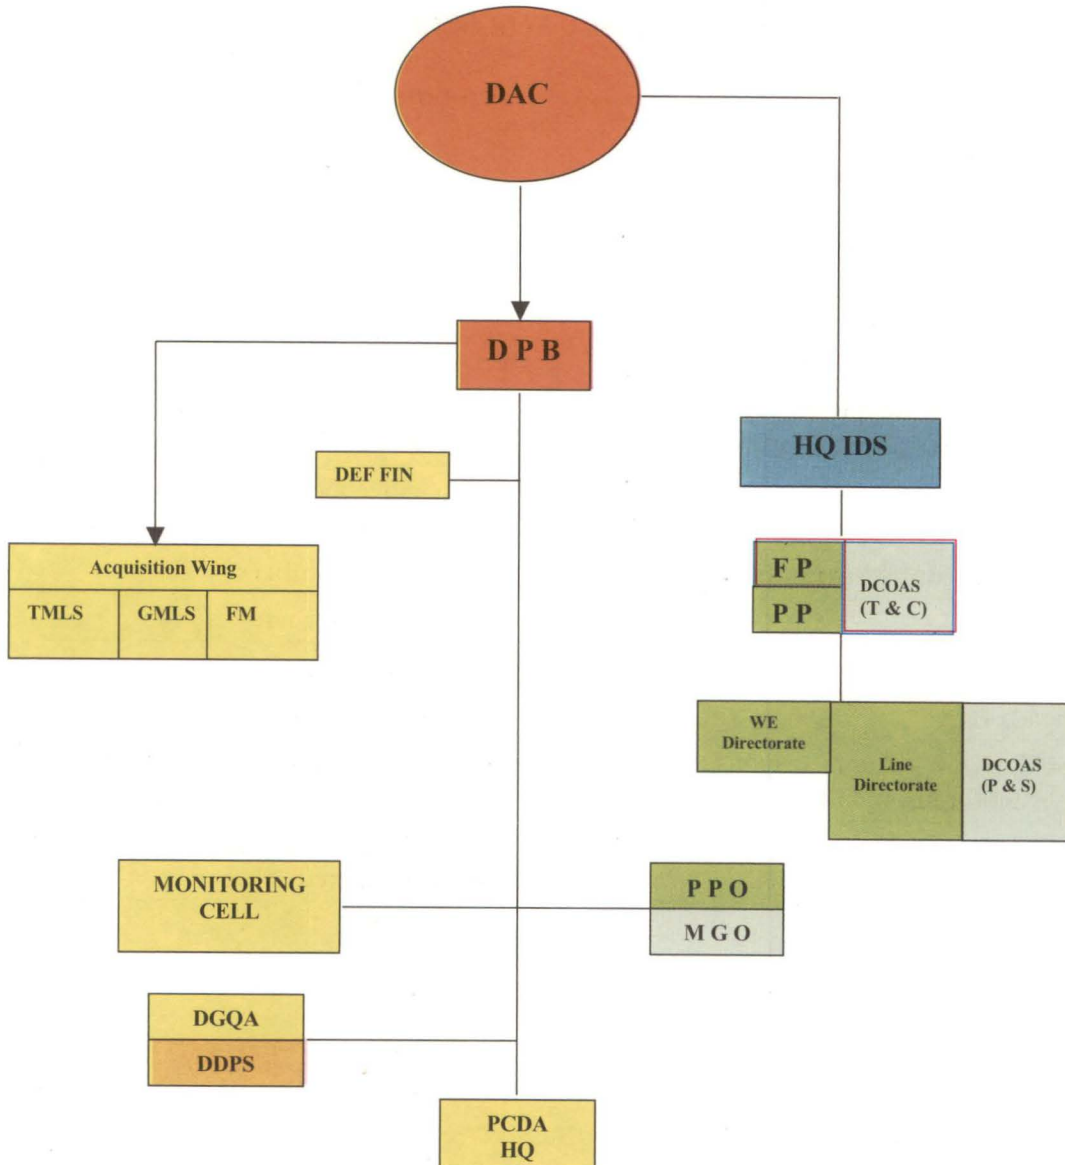 DAC
D P B
HQ IDS
DEF FIN
Acquisition Wing
TMLS GMLS FM
F P
P P
DCOAS
(T & C)
WE
Directorate
Line
Directorate
DCOAS
(P & S)
MONITORING
CELL
P P O
M G O
DGQA
DDPS
PCDA
HQ